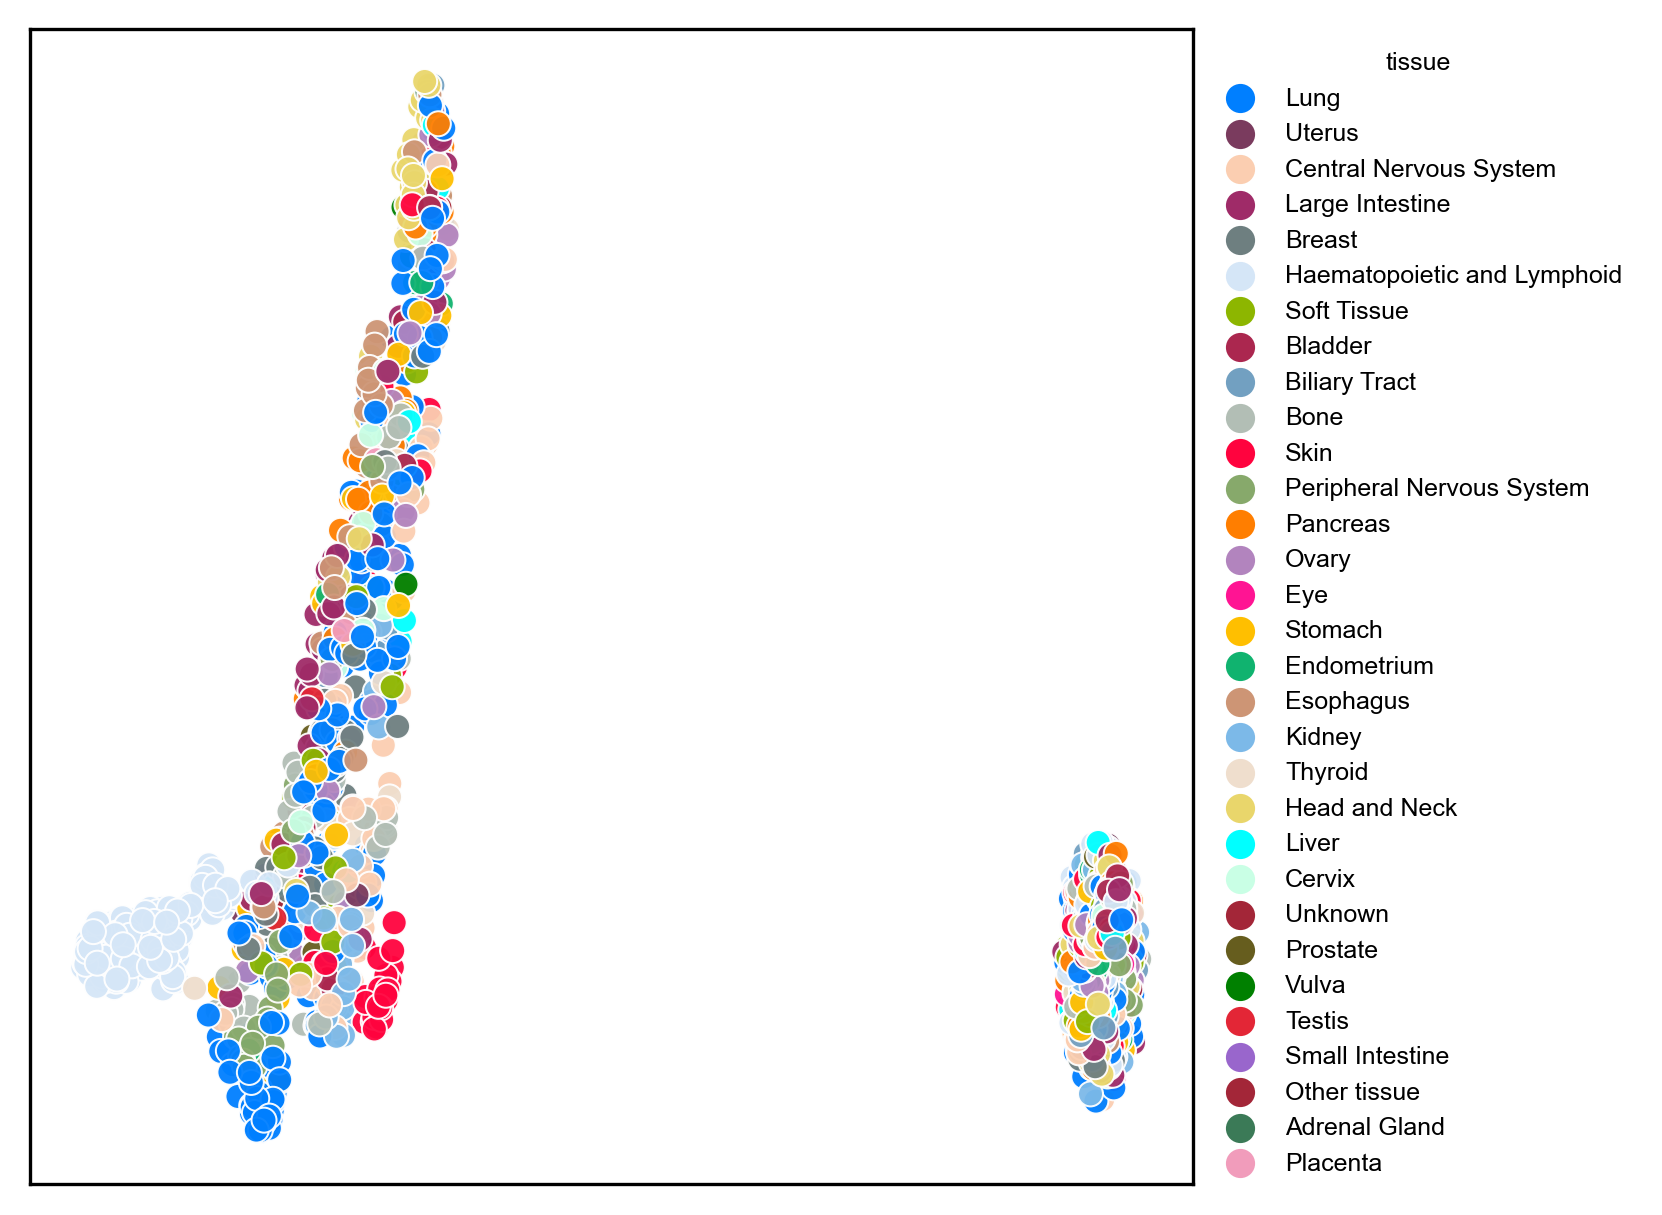 tissue
Lung
Uterus
Central Nervous System
Large Intestine
Breast
Haematopoietic and Lymphoid
Soft Tissue
Bladder
Biliary Tract
Bone
Skin
Peripheral Nervous System
Pancreas
Ovary
Eye
Stomach
Endometrium
Esophagus
Kidney
Thyroid
Head and Neck
Liver
Cervix
Unknown
Prostate
Vulva
Testis
Small Intestine
Other tissue
Adrenal Gland
Placenta